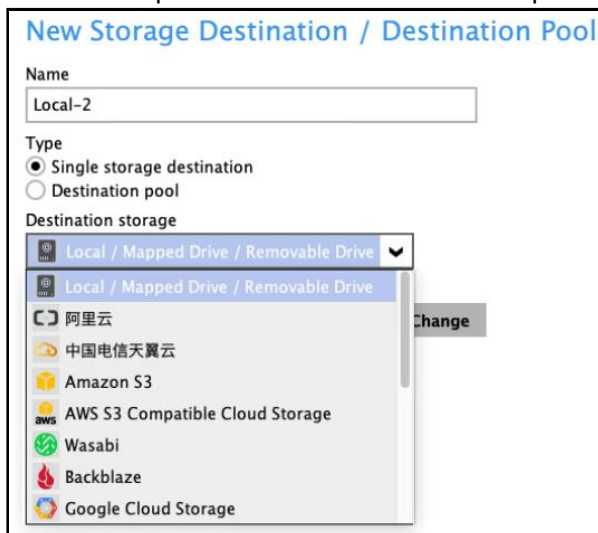 New Storage Destination / Destination Pool
Name
Local-2
Type
Single storage destination
Destination pool
Destination storage
Local / Mapped Drive / Removable Drive
Local / Mapped Drive / Removable Drive
阿里云
Change
中国电信天翼云
Amazon S3
aws AWS S3 Compatible Cloud Storage
Wasabi
Backblaze
Google Cloud Storage